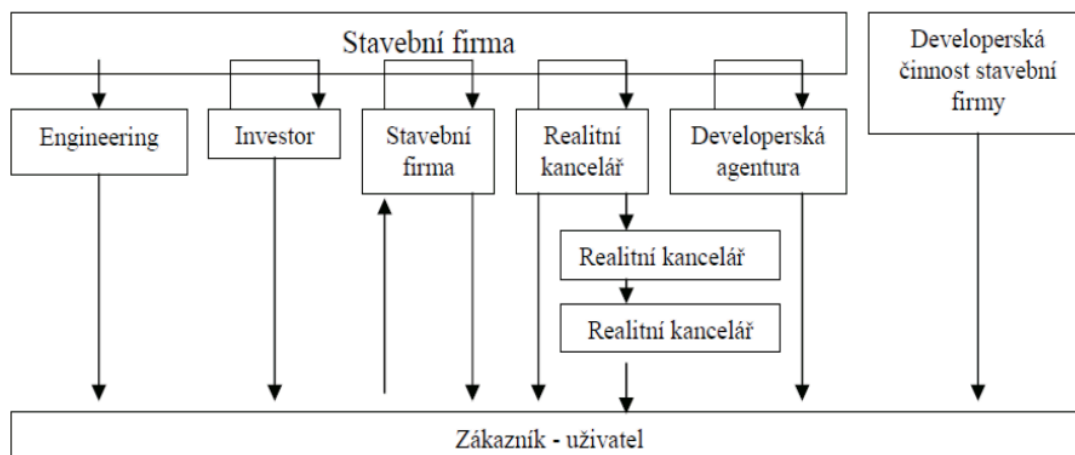 Stavební firma
Developerská
činnost stavební
firmy
Engineering
Investor
Stavební
firma
Realitní
kancelář
Developerská
agentura
Realitní kancelář
Realitní kancelář
Zákazník - uživatel